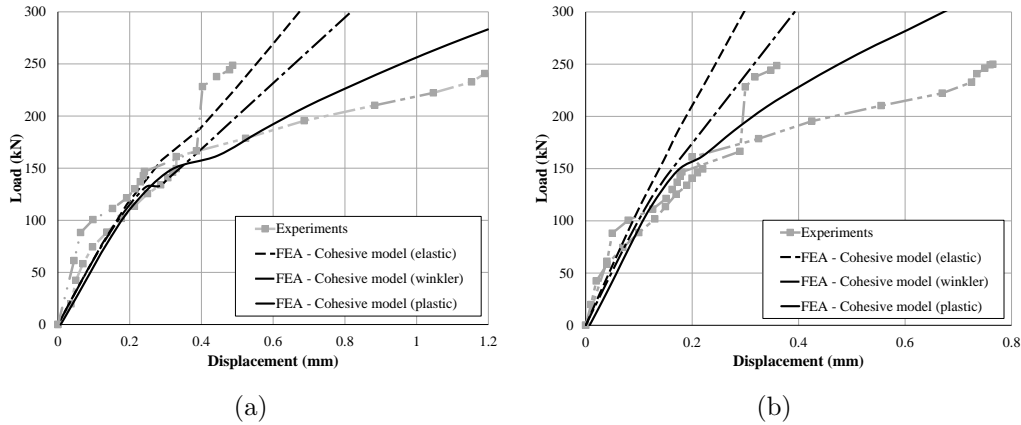 300
250
200
150
100
50
0
Load (kN)
0 0.2 0.4 0.6 0.8 1 1.2
Displacement (mm)
Experiments
FEA - Cohesive model (elastic)
FEA - Cohesive model (winkler)
FEA - Cohesive model (plastic)
(a)
300
250
200
150
100
50
0
Load (kN)
0 0.2 0.4 0.6 0.8
Displacement (mm)
Experiments
FEA - Cohesive model (elastic)
FEA - Cohesive model (winkler)
FEA - Cohesive model (plastic)
(b)